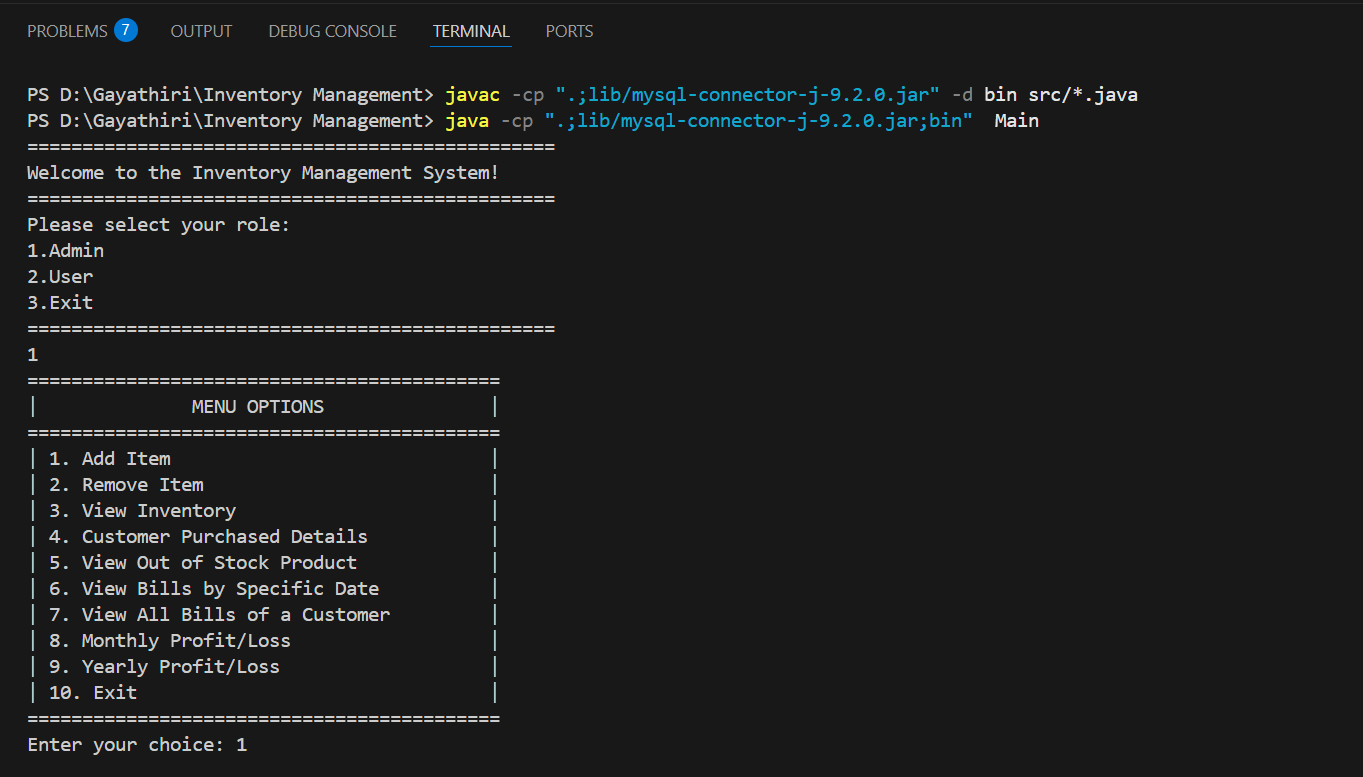 PROBLEMS 7 OUTPUT DEBUG CONSOLE TERMINAL PORTS
PS D:\Gayathiri\Inventory Management> javac -cp ".;lib/mysql-connector-j-9.2.0.jar" -d bin src/*.java
PS D:\Gayathiri\Inventory Management> java -cp ".;lib/mysql-connector-j-9.2.0.jar;bin"  Main
================================================
Welcome to the Inventory Management System!
================================================
Please select your role:
1.Admin
2.User
3.Exit
================================================
1
===========================================
|              MENU OPTIONS               |
===========================================
| 1. Add Item                             |
| 2. Remove Item                          |
| 3. View Inventory                       |
| 4. Customer Purchased Details           |
| 5. View Out of Stock Product            |
| 6. View Bills by Specific Date          |
| 7. View All Bills of a Customer         |
| 8. Monthly Profit/Loss                  |
| 9. Yearly Profit/Loss                   |
| 10. Exit                                |
===========================================
Enter your choice: 1